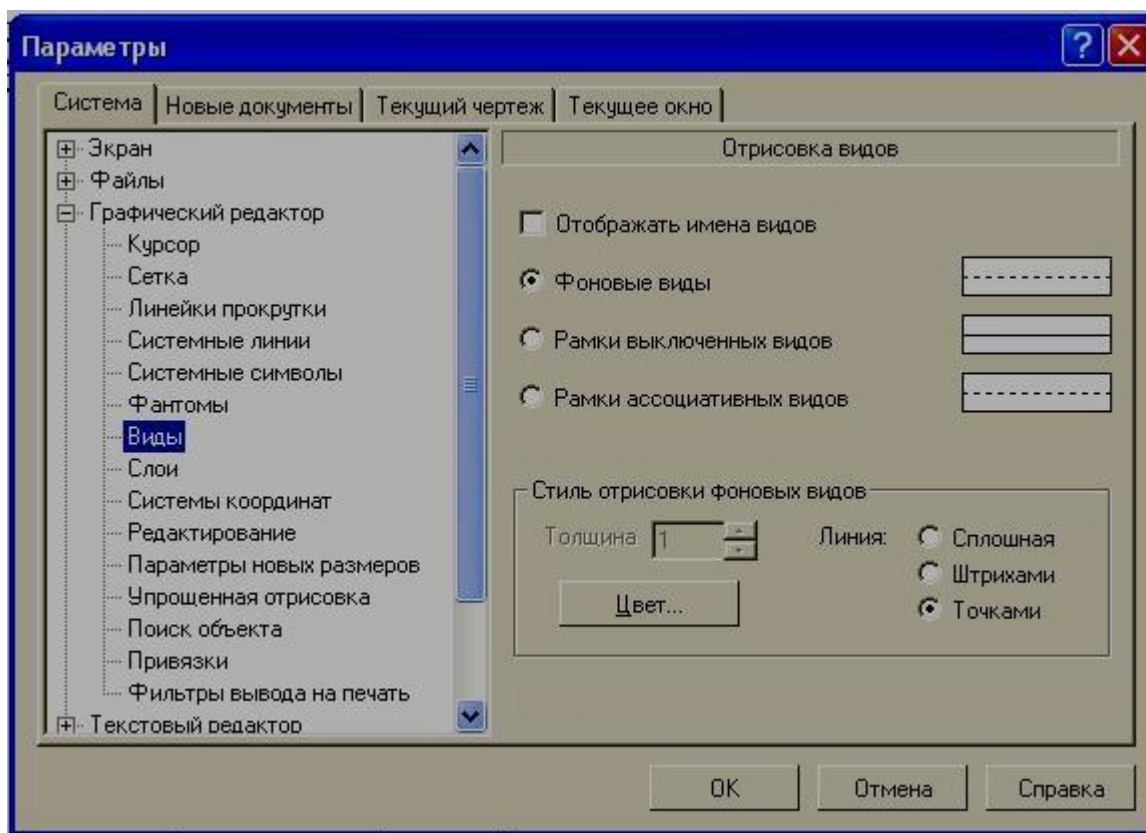 Параметры
Система Новые документы Текущий чертеж Текущее окно
Экран
Файлы
Графический редактор
Курсор
Сетка
Линейки прокрутки
Системные линии
Системные символы
Фантомы
Виды
Слои
Системы координат
Редактирование
Параметры новых размеров
Упрощенная отрисовка
Поиск объекта
Привязки
Фильтры вывода на печать
Текстовый редактор
Отрисовка видов
Отображать имена видов
Фоновые виды
Рамки выключенных видов
Рамки ассоциативных видов
Стиль отрисовки фоновых видов
Толщина 1 Линия: Сплошная
Штрихами
Цвет... Точками
OK Отмена Справка